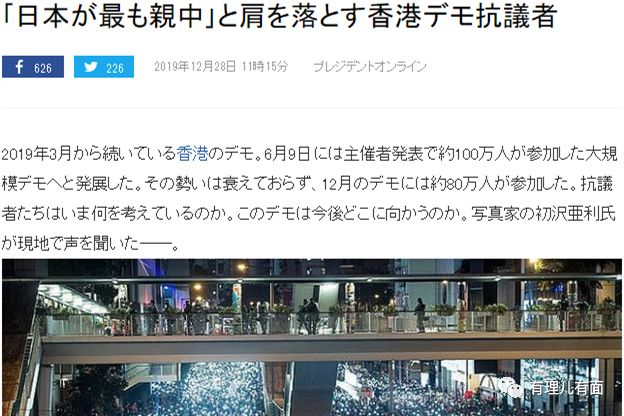 「日本が最も親中」と肩を落とす香港デモ抗議者
626
226
2019年12月28日 11時15分
プレジデントオンライン
2019年3月から続いている香港のデモ。6月9日には主催者発表で約100万人が参加した大規
模デモへと発展した。その勢いは衰えておらず、12月のデモには約80万人が参加した。抗議
者たちはいま何を考えているのか。このデモは今後どこに向かうのか。写真家の初沢亜利氏
が現地で声を聞いた——。
有理儿有面